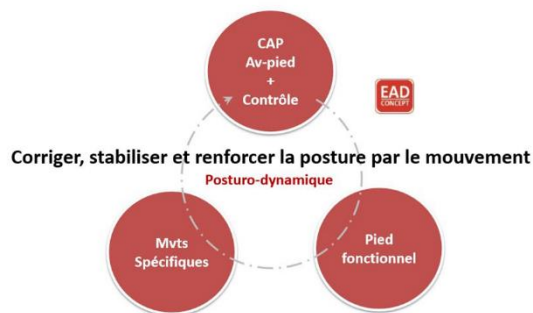 CAP
Av-pied
+
Contrôle
EAD
CONCEPT
Corriger, stabiliser et renforcer la posture par le mouvement
Posturo-dynamique
Mvts
Spécifiques
Pied
fonctionnel